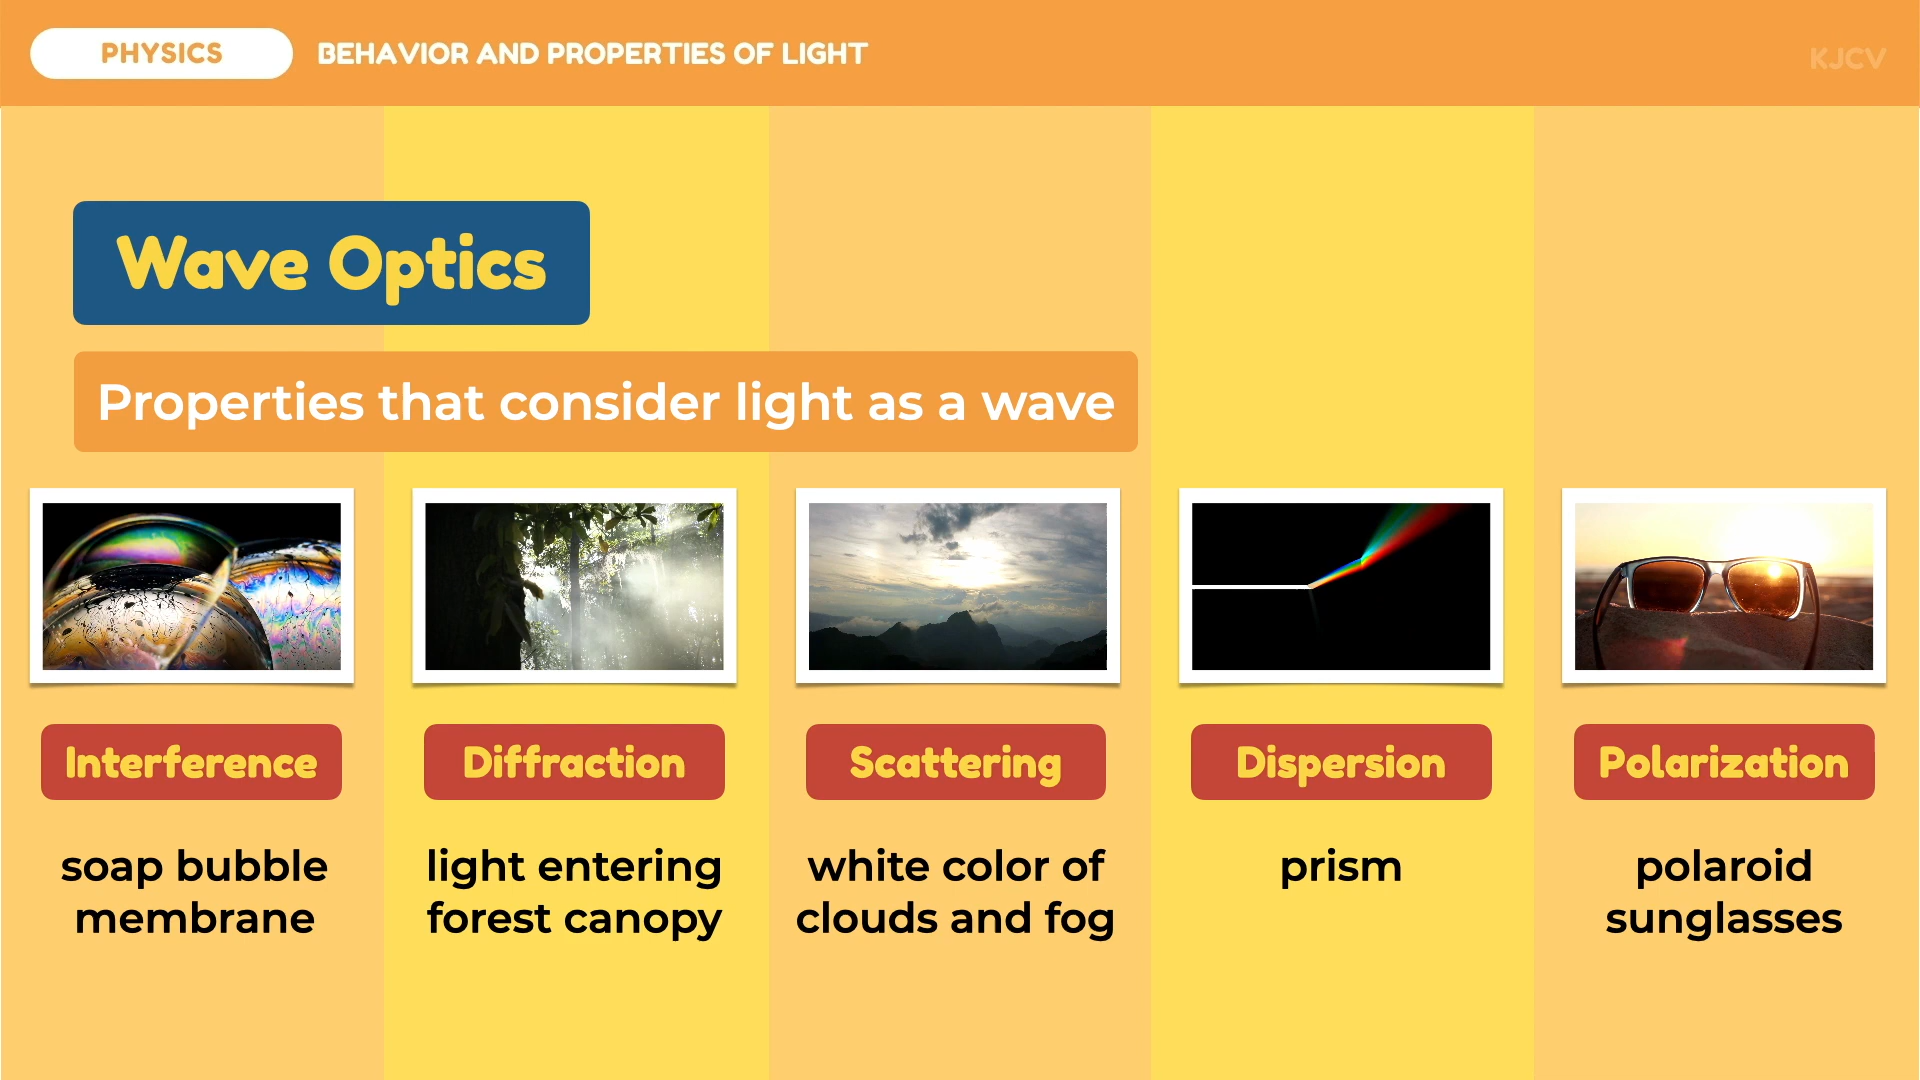 PHYSICS
BEHAVIOR AND PROPERTIES OF LIGHT
KJCV
Wave Optics
Properties that consider light as a wave
Interference
soap bubble
membrane
Diffraction
light entering
forest canopy
Scattering
white color of
clouds and fog
Dispersion
prism
Polarization
polaroid
sunglasses